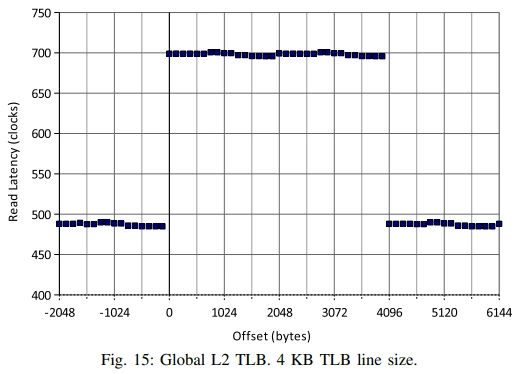 750
700
650
600
550
500
450
400
Read Latency (clocks)
-2048 -1024 0 1024 2048 3072 4096 5120 6144
Offset (bytes)
Fig. 15: Global L2 TLB. 4 KB TLB line size.